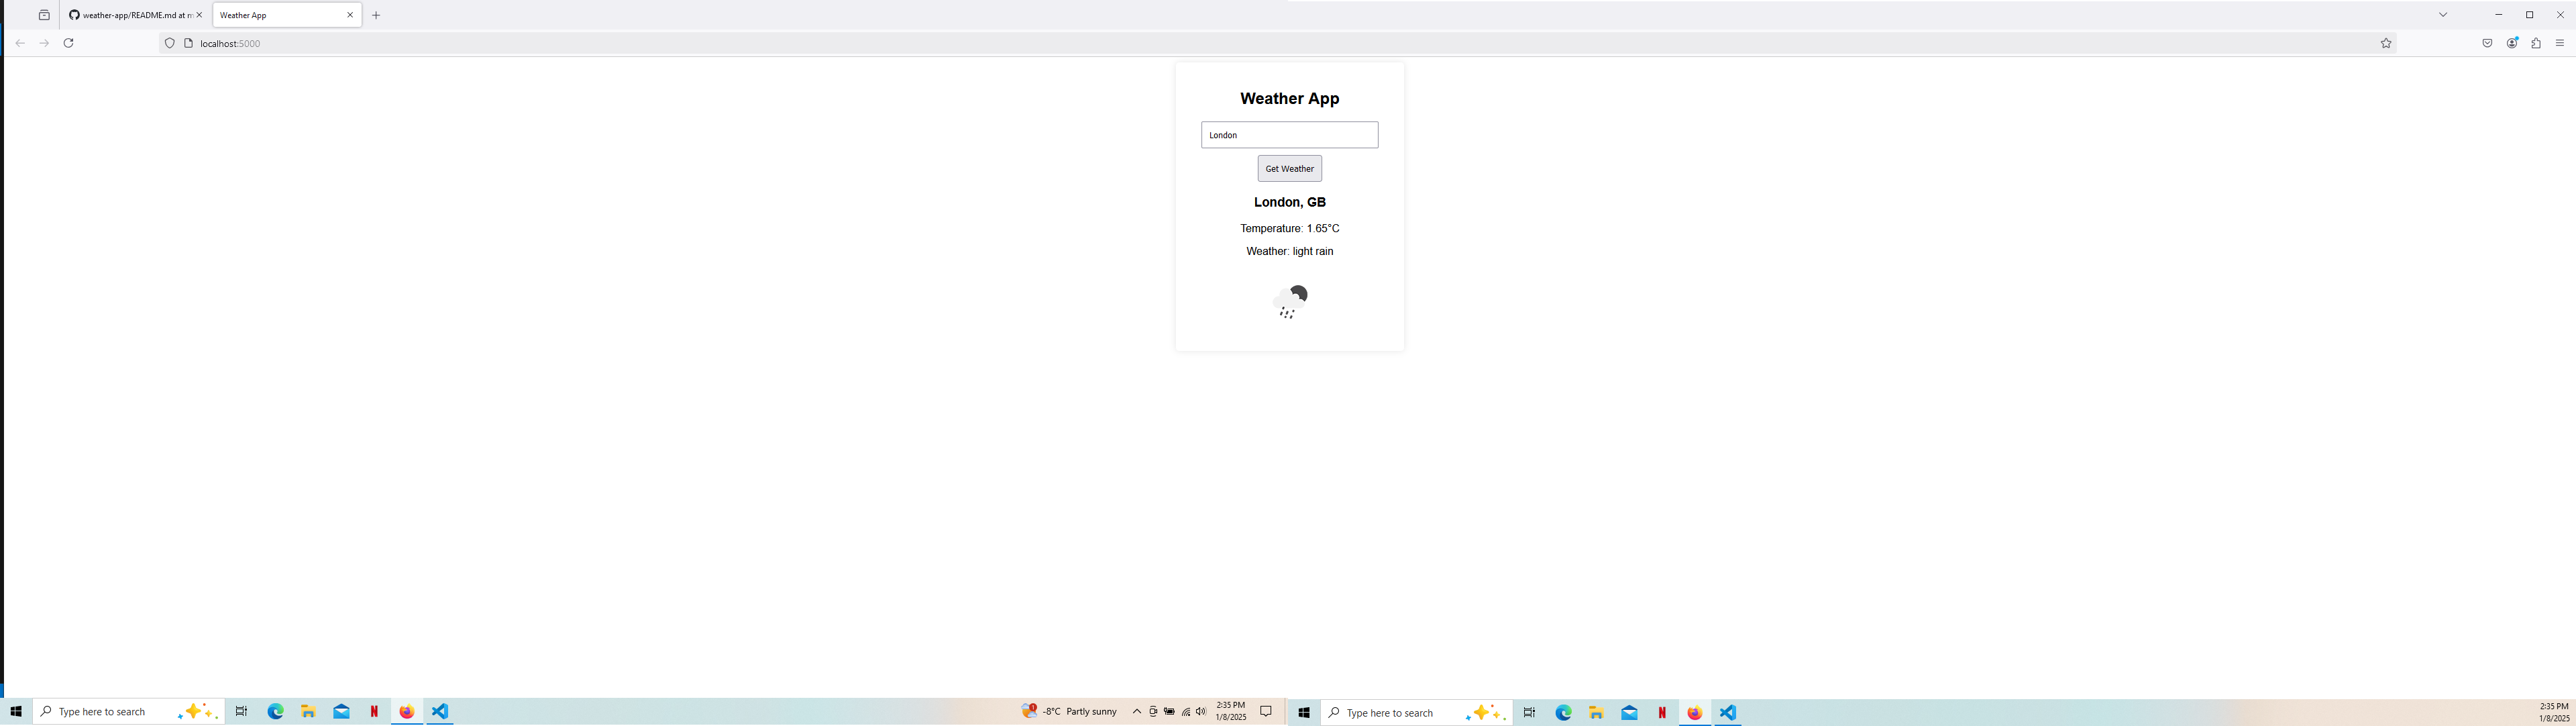 weather-app/README.md at m
Weather App
localhost:5000
Weather App
London
Get Weather
London, GB
Temperature: 1.65°C
Weather: light rain
Type here to search
1
-8°C Partly sunny
2:35 PM
1/8/2025
Type here to search
2:35 PM
1/8/2025